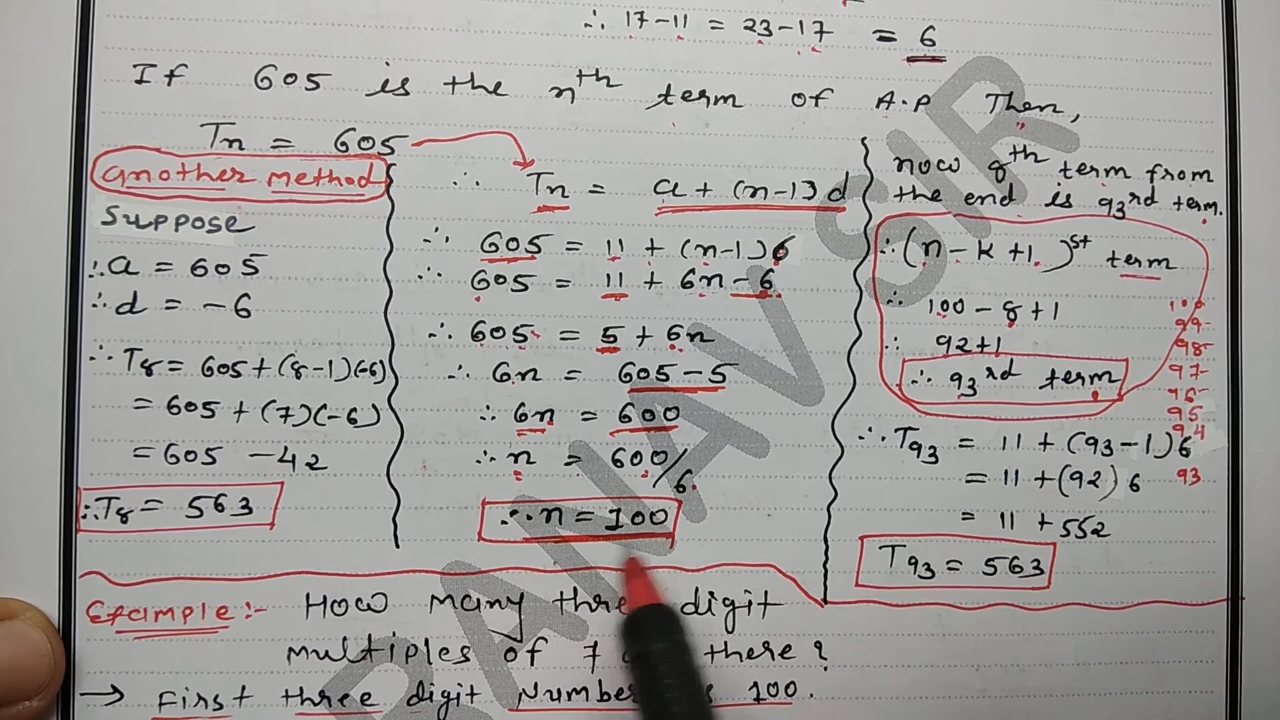 ∴ 17-11 = 23-17 = 6
If 605 is the nth term of A.P Then,
Tn = 605
another method
Suppose
∴ a = 605
∴ d = -6
∴ T8 = 605+(8-1)(-6)
= 605 + (7)(-6)
= 605 - 42
∴ T8 = 563
∴ Tn = a + (n-1)d
∴ 605 = 11 + (n-1)6
∴ 605 = 11 + 6n - 6
∴ 605 = 5 + 6n
∴ 6n = 605 - 5
∴ 6n = 600
∴ n = 600/6
∴ n = 100
now 8th term from
the end is 93rd term.
∴ (n - k + 1)st term
∴ 100 - 8 + 1
∴ 92 + 1
∴ 93rd term
100
99
98
97
96
95
94
93
∴ T93 = 11 + (93-1)6
= 11 + (92)6
= 11 + 552
T93 = 563
Example:- How many three digit
multiples of 7 there?
→ First three digit Number is 100.
RANAV SIR